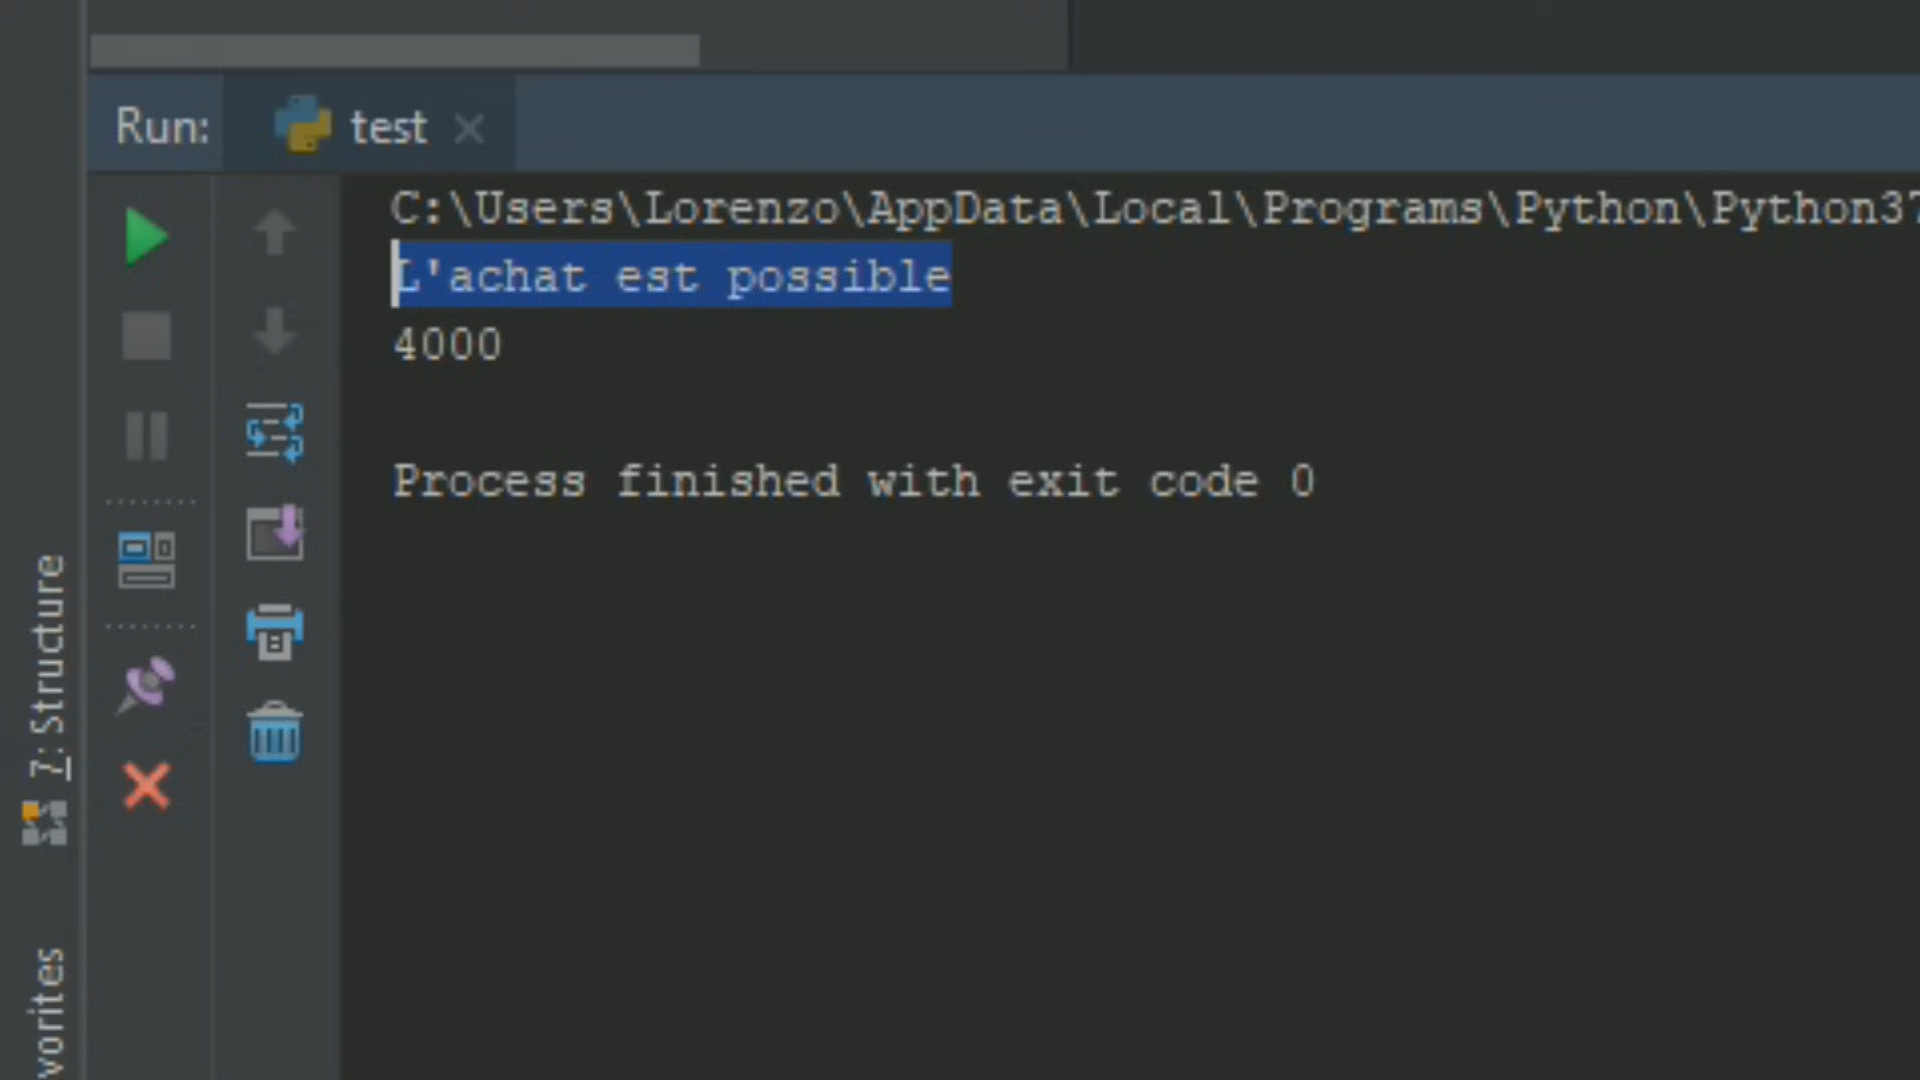 Run: test
C:\Users\Lorenzo\AppData\Local\Programs\Python\Python37
L'achat est possible
4000
Process finished with exit code 0
7: Structure
vorites